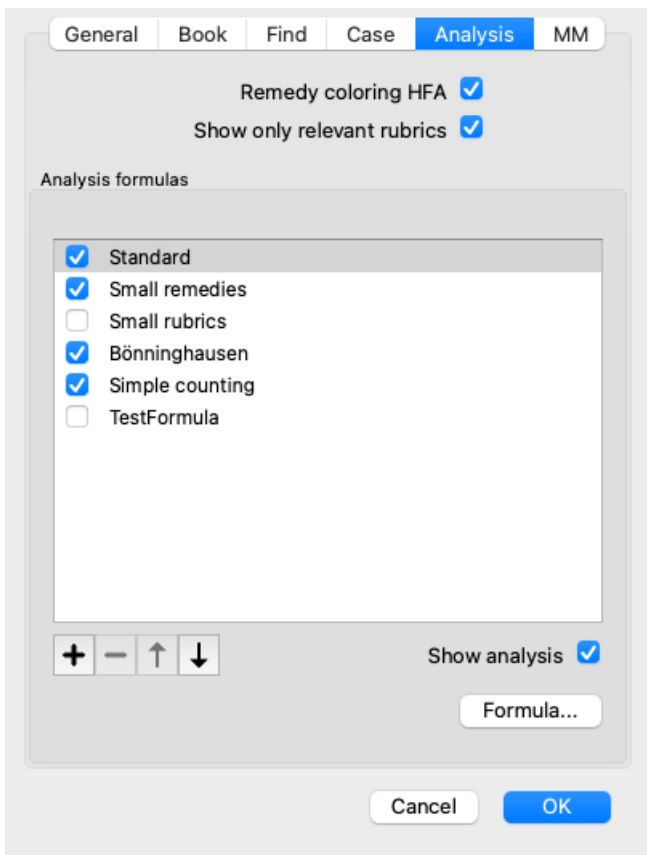 General Book Find Case Analysis MM
Remedy coloring HFA
Show only relevant rubrics
Analysis formulas
Standard
Small remedies
Small rubrics
Bönninghausen
Simple counting
TestFormula
Show analysis
Formula...
Cancel OK